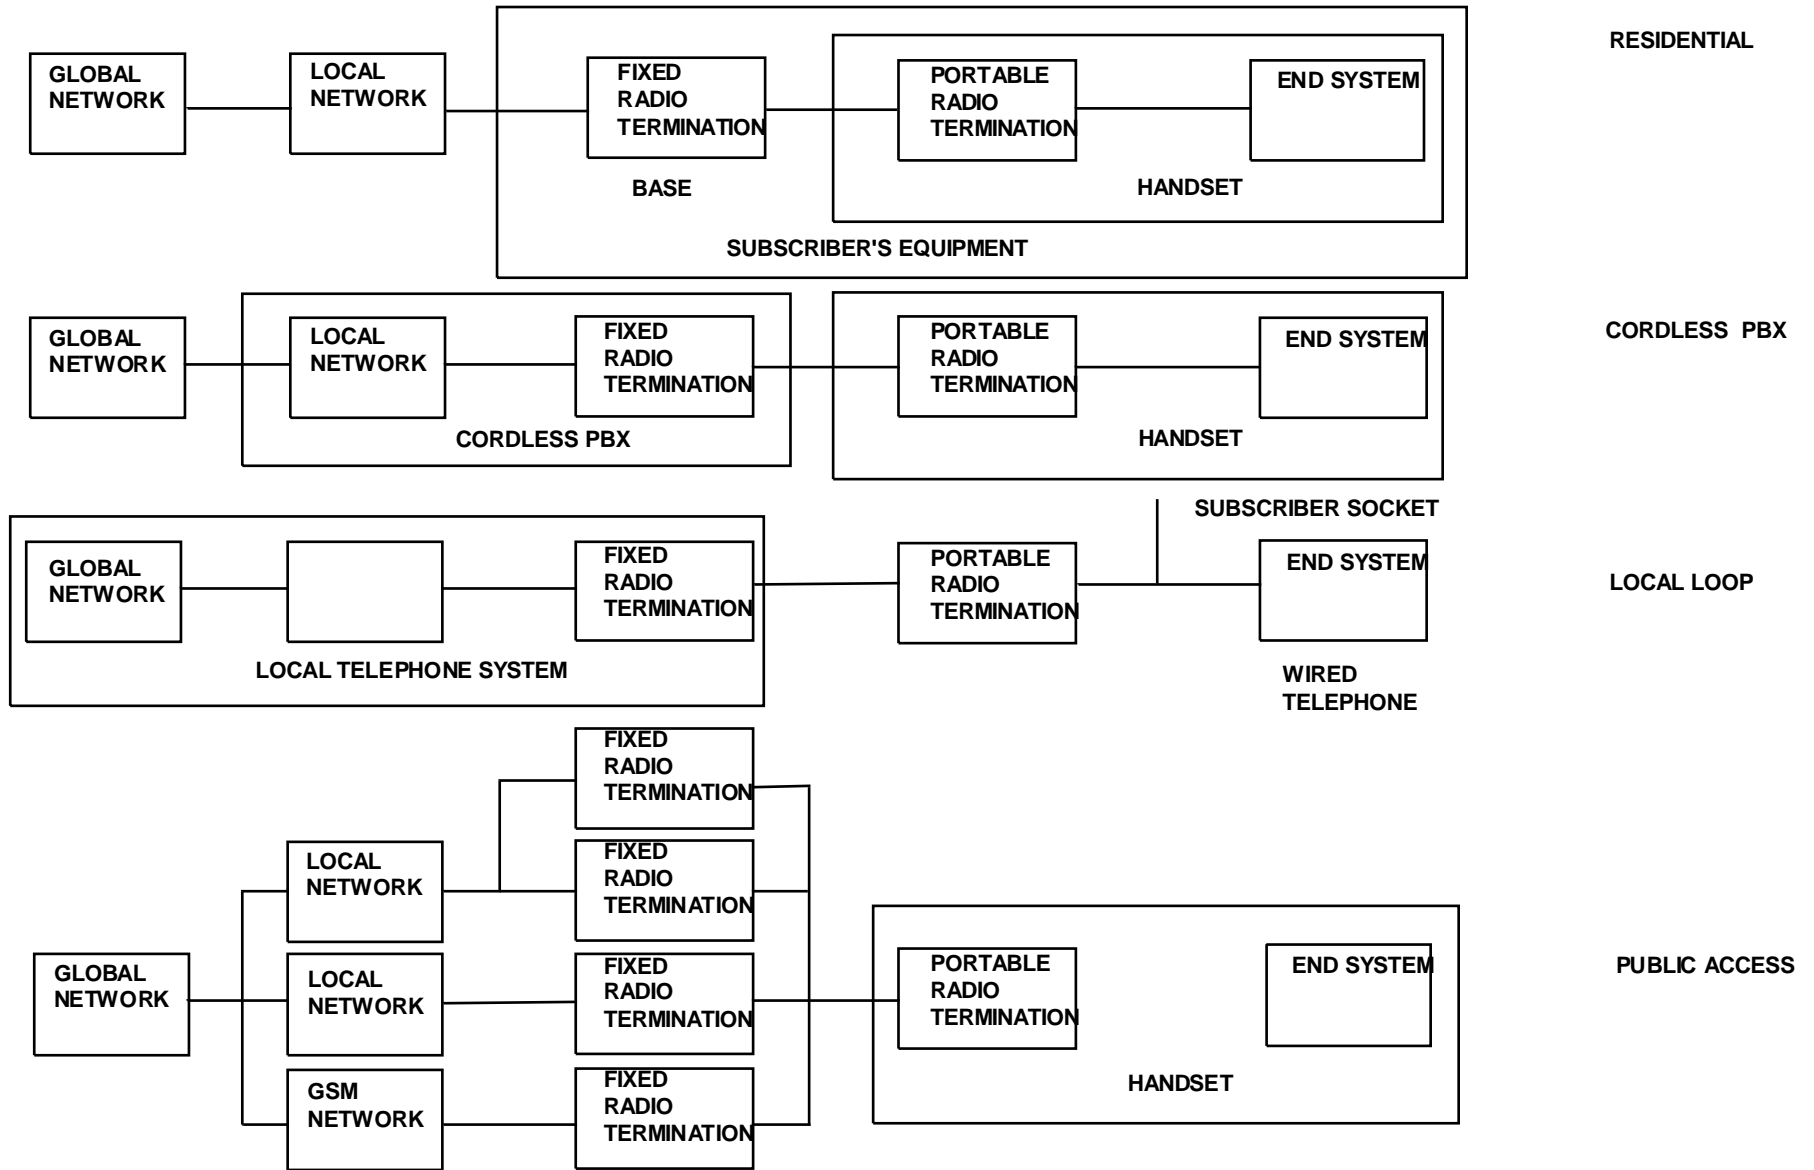 RESIDENTIAL
GLOBAL
NETWORK
LOCAL
NETWORK
FIXED
RADIO
TERMINATION
PORTABLE
RADIO
TERMINATION
END SYSTEM
BASE
HANDSET
SUBSCRIBER'S EQUIPMENT
CORDLESS PBX
GLOBAL
NETWORK
LOCAL
NETWORK
FIXED
RADIO
TERMINATION
PORTABLE
RADIO
TERMINATION
END SYSTEM
CORDLESS PBX
HANDSET
SUBSCRIBER SOCKET
GLOBAL
NETWORK
FIXED
RADIO
TERMINATION
PORTABLE
RADIO
TERMINATION
END SYSTEM
LOCAL LOOP
LOCAL TELEPHONE SYSTEM
WIRED
TELEPHONE
FIXED
RADIO
TERMINATION
LOCAL
NETWORK
FIXED
RADIO
TERMINATION
GLOBAL
NETWORK
LOCAL
NETWORK
FIXED
RADIO
TERMINATION
PORTABLE
RADIO
TERMINATION
END SYSTEM
PUBLIC ACCESS
GSM
NETWORK
FIXED
RADIO
TERMINATION
HANDSET